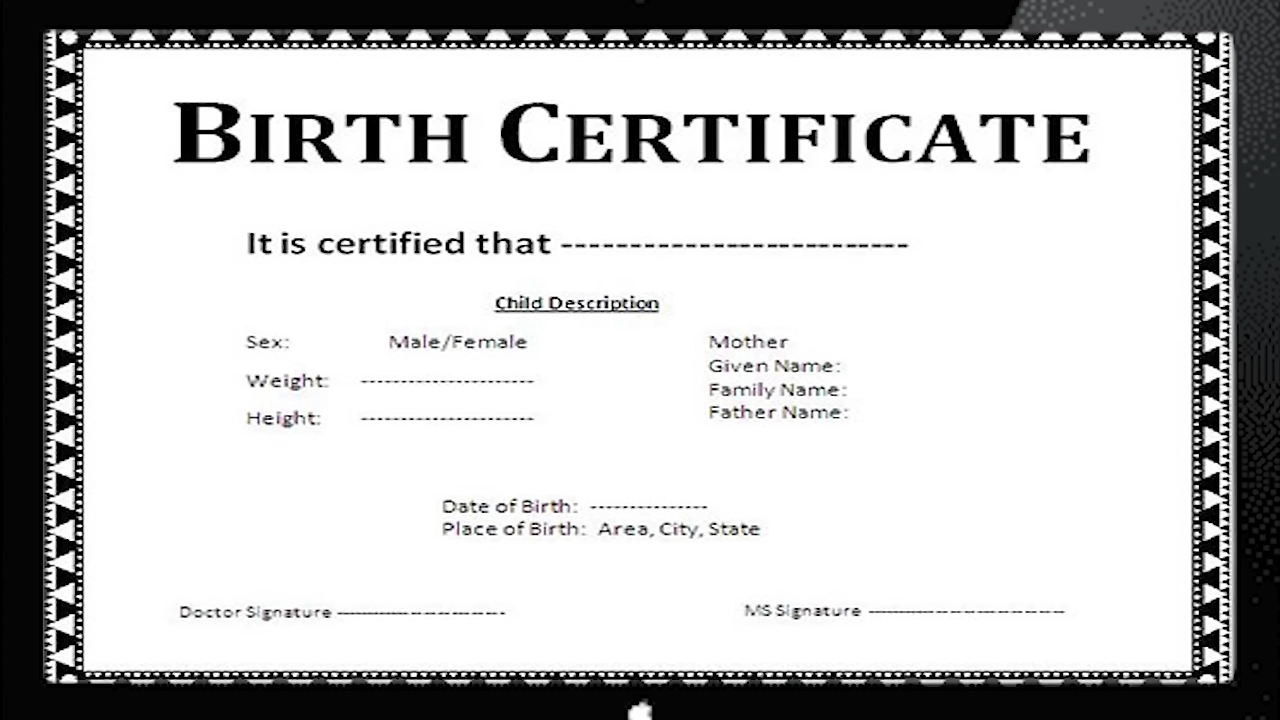 BIRTH CERTIFICATE
It is certified that --------------------------
Child Description
Sex: Male/Female Mother
Given Name:
Weight: ----------------------
Family Name:
Father Name:
Height: ----------------------
Date of Birth: ---------------
Place of Birth: Area, City, State
Doctor Signature ---------------------------- MS Signature --------------------------------